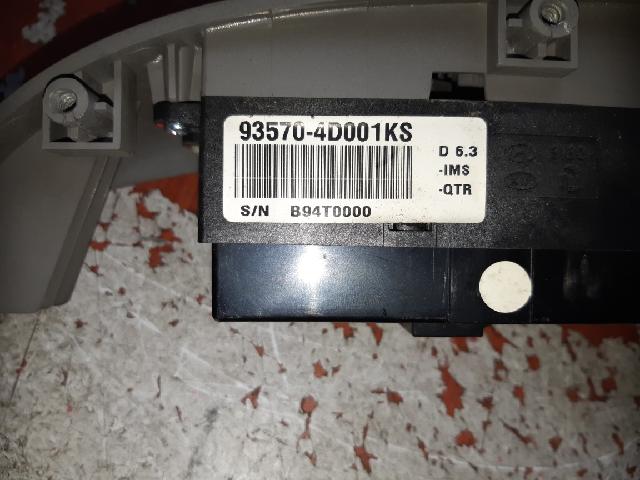 93570-4D001KS
D 6.3
-IMS
-QTR
S/N B94T0000